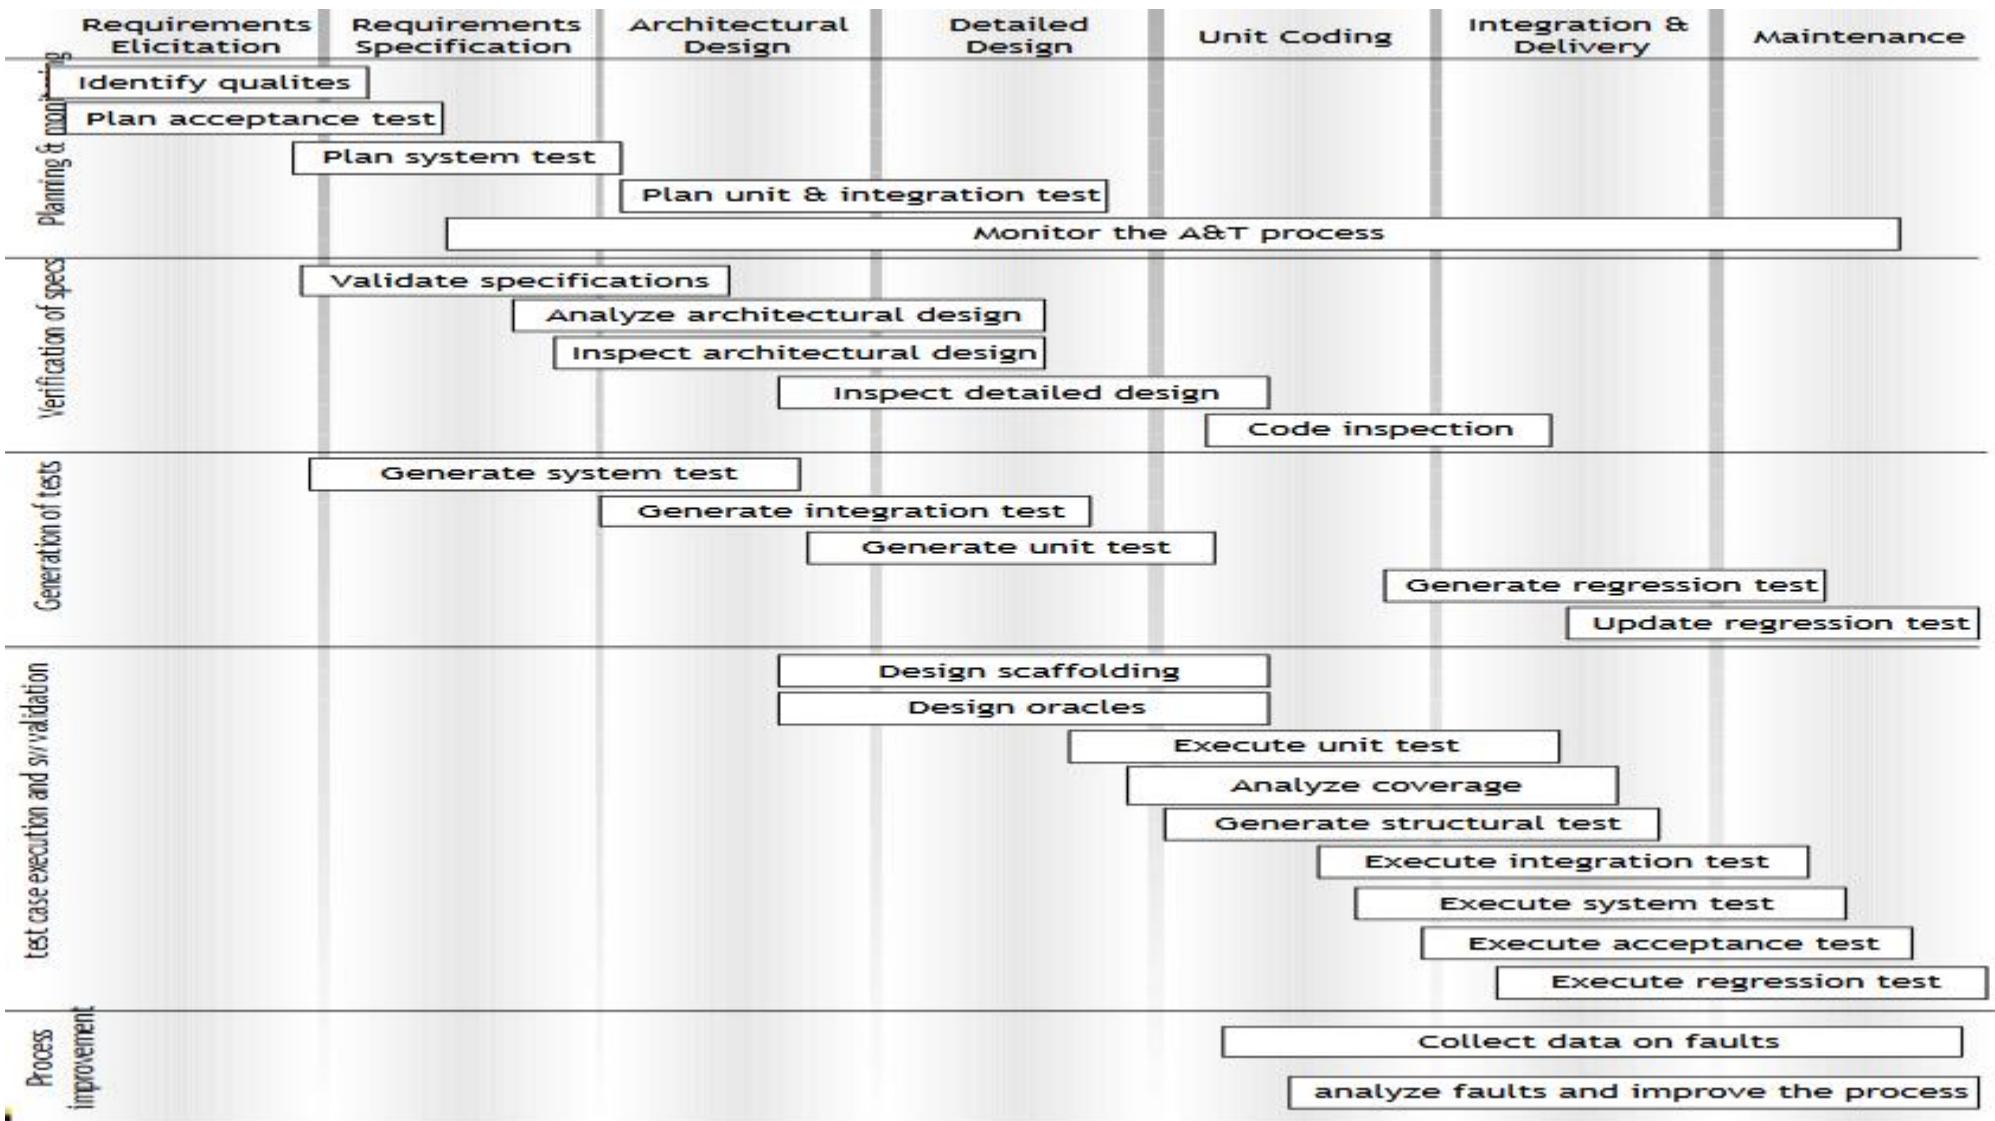 Requirements
Elicitation
Requirements
Specification
Architectural
Design
Detailed
Design
Unit Coding
Integration &
Delivery
Maintenance
Planning &
Identify qualites
Plan acceptance test
Plan system test
Plan unit & integration test
Monitor the A&T process
Verification of specs
Validate specifications
Analyze architectural design
Inspect architectural design
Inspect detailed design
Code inspection
Generation of tests
Generate system test
Generate integration test
Generate unit test
Generate regression test
Update regression test
test case execution and sw validation
Design scaffolding
Design oracles
Execute unit test
Analyze coverage
Generate structural test
Execute integration test
Execute system test
Execute acceptance test
Execute regression test
Process
improvement
Collect data on faults
analyze faults and improve the process